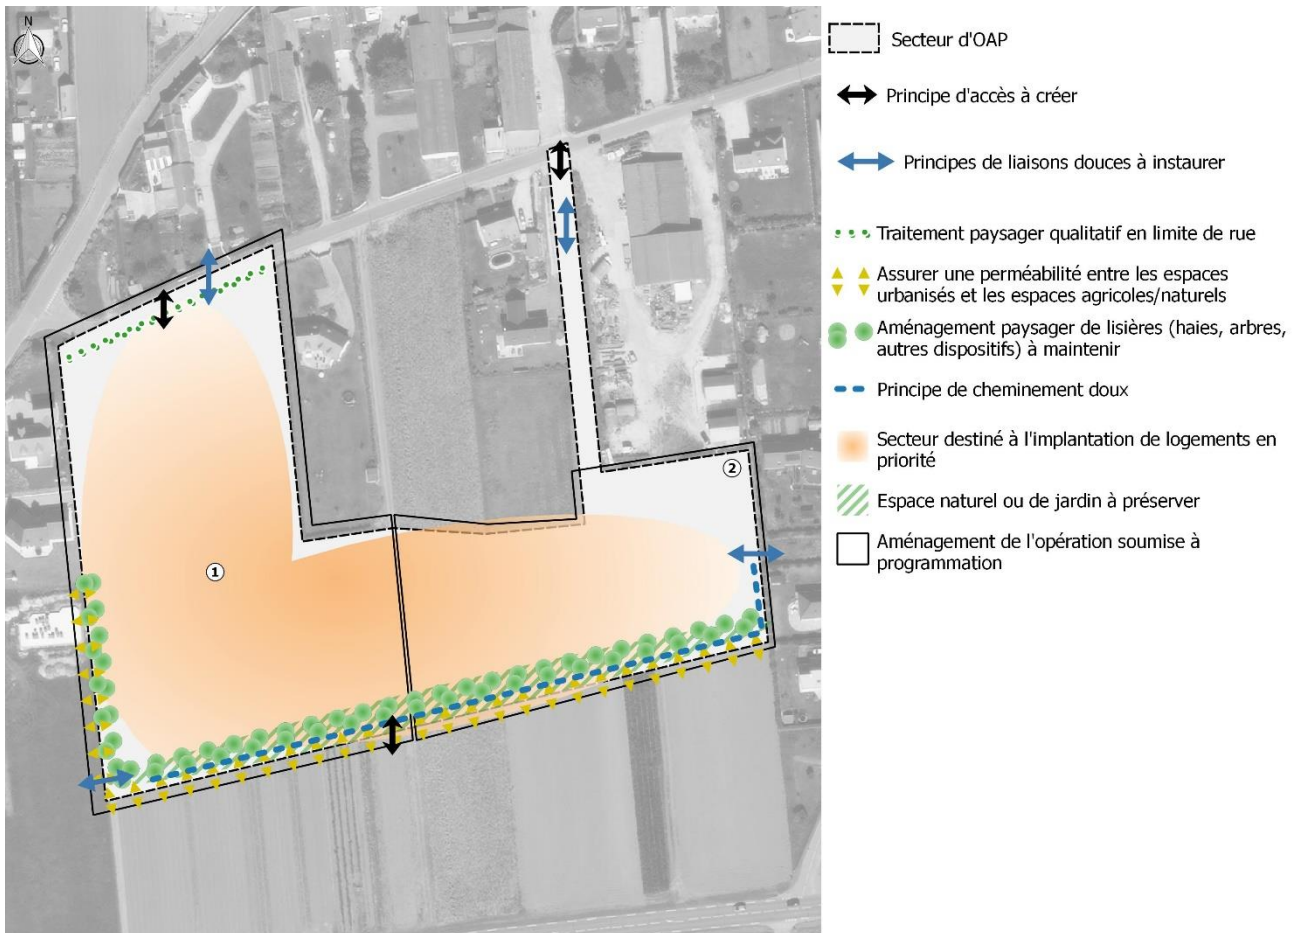 N
Secteur d'OAP
Principe d'accès à créer
Principes de liaisons douces à instaurer
Traitement paysager qualitatif en limite de rue
Assurer une perméabilité entre les espaces
urbanisés et les espaces agricoles/naturels
Aménagement paysager de lisières (haies, arbres,
autres dispositifs) à maintenir
Principe de cheminement doux
Secteur destiné à l'implantation de logements en
priorité
Espace naturel ou de jardin à préserver
Aménagement de l'opération soumise à
programmation
2
1